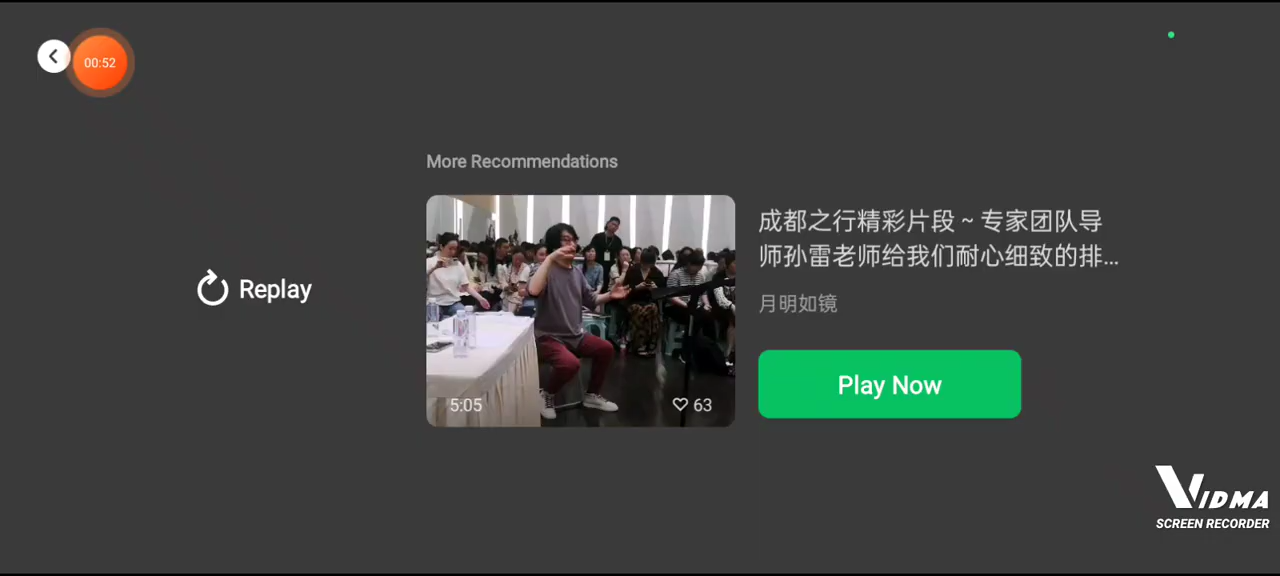 00:52
More Recommendations
成都之行精彩片段~专家团队导
师孙雷老师给我们耐心细致的排...
月明如镜
Replay
Play Now
5:05
63
VIDMA
SCREEN RECORDER